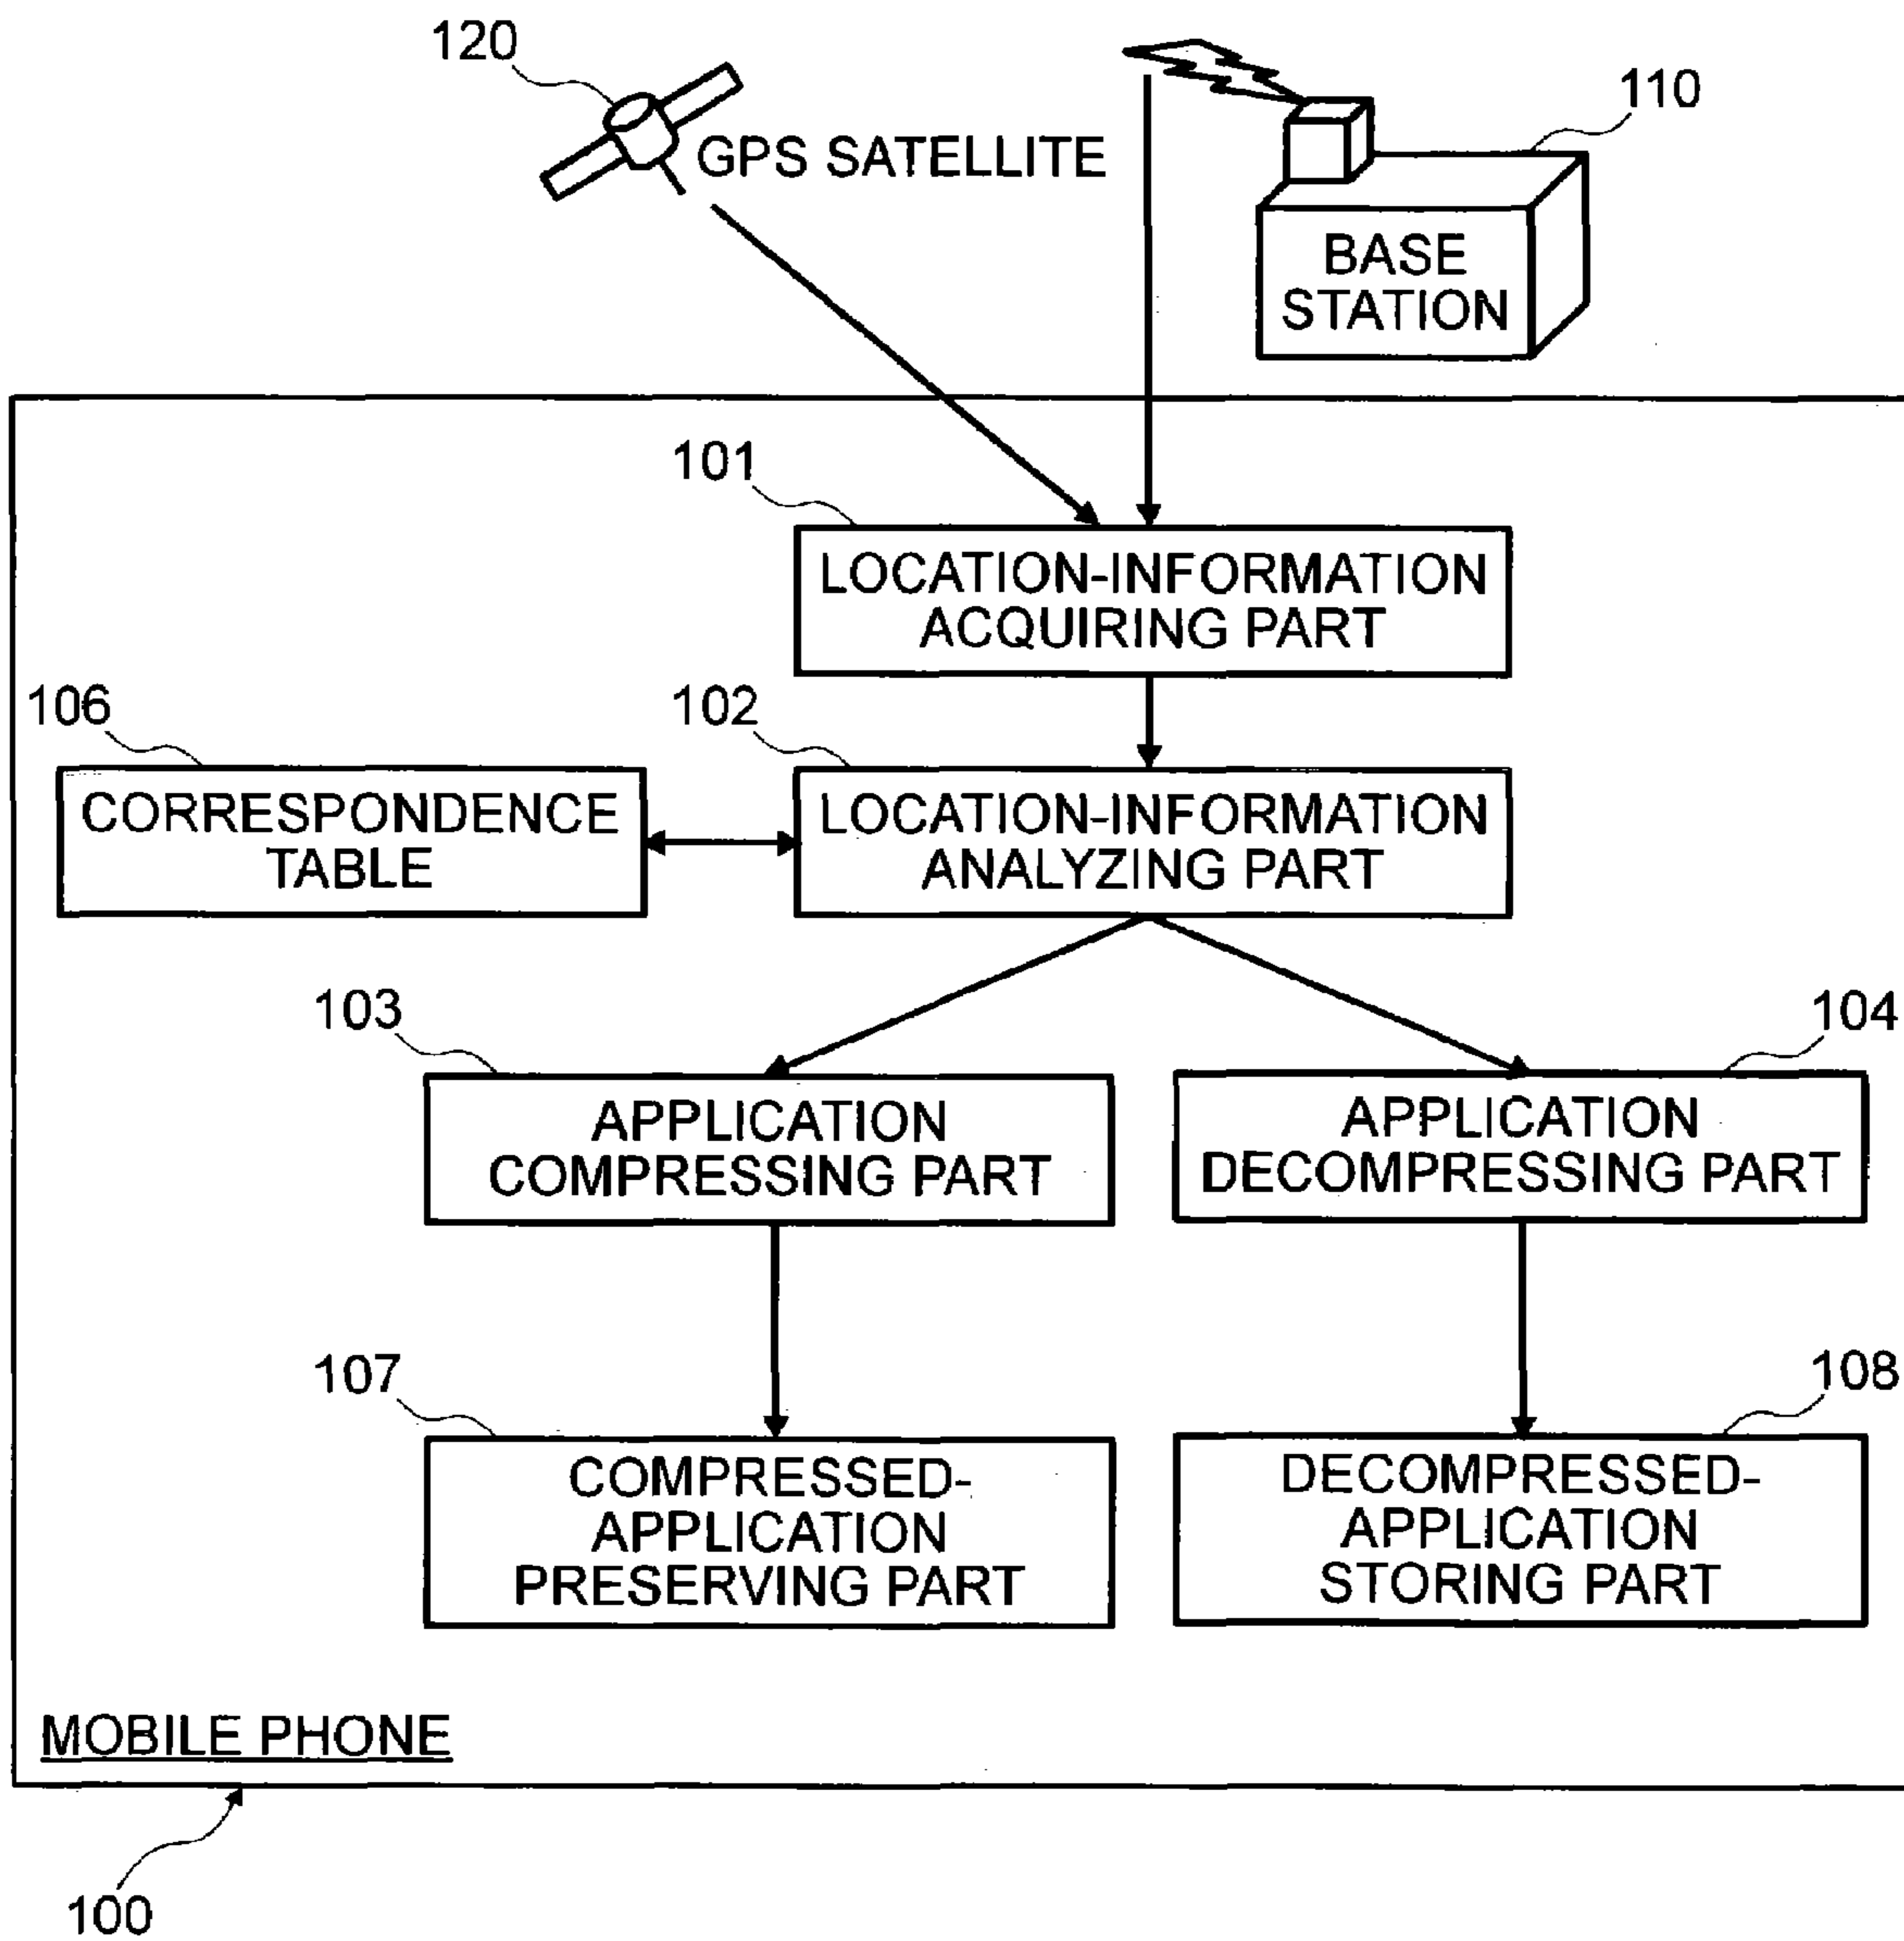 120
110
GPS SATELLITE
BASE
STATION
101
LOCATION-INFORMATION
ACQUIRING PART
106
102
CORRESPONDENCE
TABLE
LOCATION-INFORMATION
ANALYZING PART
103
104
APPLICATION
COMPRESSING PART
APPLICATION
DECOMPRESSING PART
107
108
COMPRESSED-
APPLICATION
PRESERVING PART
DECOMPRESSED-
APPLICATION
STORING PART
MOBILE PHONE
100